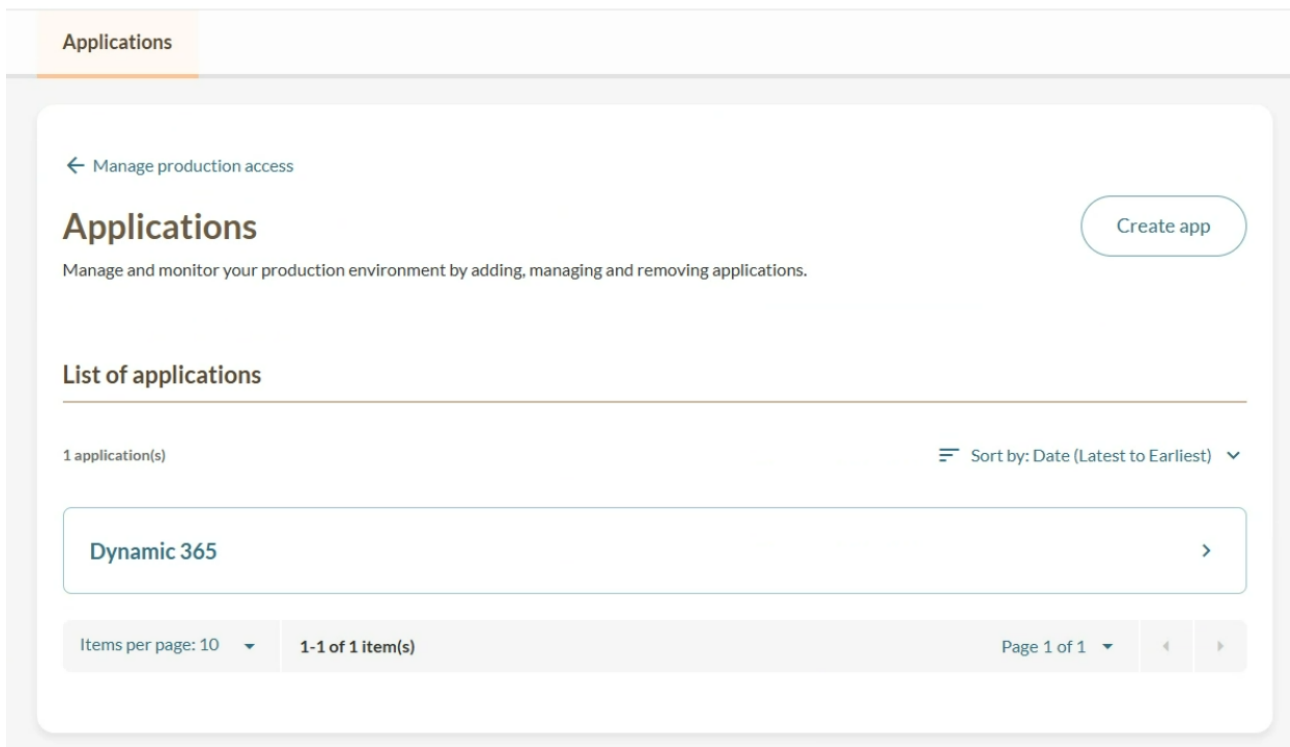 Applications
Manage production access
Applications
Create app
Manage and monitor your production environment by adding, managing and removing applications.
List of applications
1 application(s)
Sort by: Date (Latest to Earliest)
Dynamic 365
Items per page: 10
1-1 of 1 item(s)
Page 1 of 1